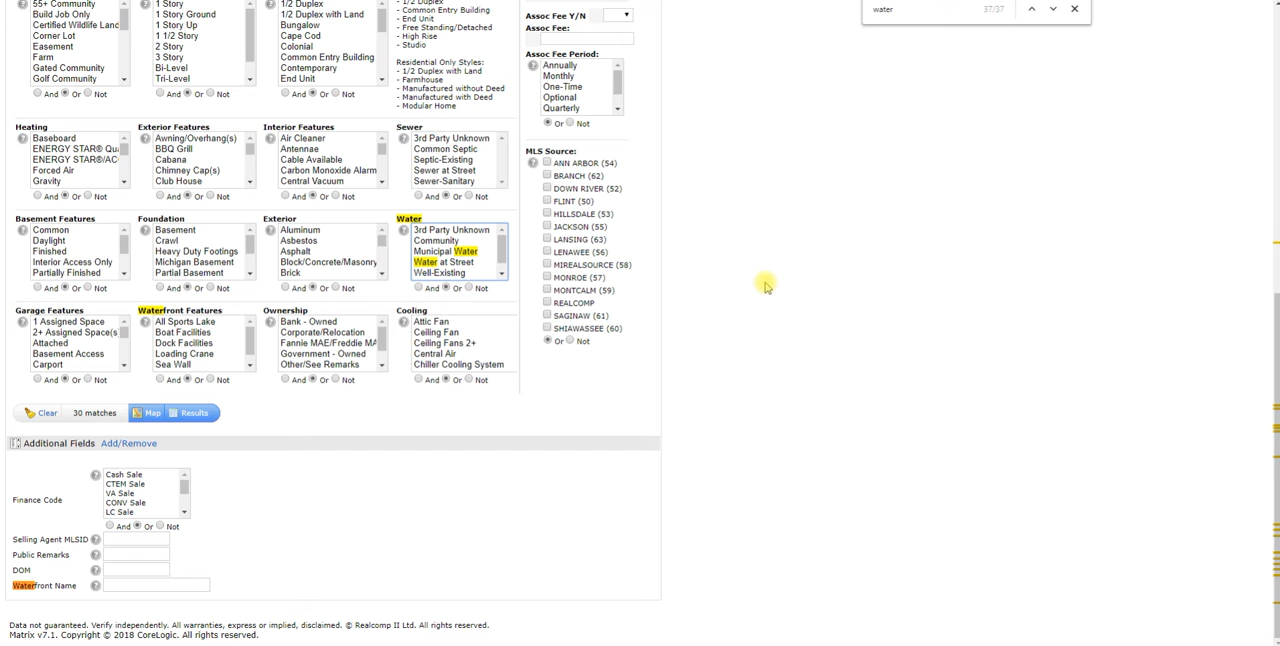 water 37/37
55+ Community
Build Job Only
Certified Wildlife Land
Corner Lot
Easement
Farm
Gated Community
Golf Community
And Or Not
1 Story
1 Story Ground
1 Story Up
1 1/2 Story
2 Story
3 Story
Bi-Level
Tri-Level
And Or Not
1/2 Duplex
1/2 Duplex with Land
Bungalow
Cape Cod
Colonial
Common Entry Building
Contemporary
End Unit
And Or Not
- 1/2 Duplex
- Common Entry Building
- End Unit
- Free Standing/Detached
- High Rise
- Studio
Residential Only Styles:
- 1/2 Duplex with Land
- Farmhouse
- Manufactured without Deed
- Manufactured with Deed
- Modular Home
Assoc Fee Y/N
Assoc Fee:
Assoc Fee Period:
Annually
Monthly
One-Time
Optional
Quarterly
Or Not
MLS Source:
ANN ARBOR (54)
BRANCH (62)
DOWN RIVER (52)
FLINT (50)
HILLSDALE (53)
JACKSON (55)
LANSING (63)
LENAWEE (56)
MIREALSOURCE (58)
MONROE (57)
MONTCALM (59)
REALCOMP
SAGINAW (61)
SHIAWASSEE (60)
Or Not
Heating
Baseboard
ENERGY STAR® Qu
ENERGY STAR®/AC
Forced Air
Gravity
And Or Not
Exterior Features
Awning/Overhang(s)
BBQ Grill
Cabana
Chimney Cap(s)
Club House
And Or Not
Interior Features
Air Cleaner
Antennae
Cable Available
Carbon Monoxide Alarm
Central Vacuum
And Or Not
Sewer
3rd Party Unknown
Common Septic
Septic-Existing
Sewer at Street
Sewer-Sanitary
And Or Not
Basement Features
Common
Daylight
Finished
Interior Access Only
Partially Finished
And Or Not
Foundation
Basement
Crawl
Heavy Duty Footings
Michigan Basement
Partial Basement
And Or Not
Exterior
Aluminum
Asbestos
Asphalt
Block/Concrete/Masonry
Brick
And Or Not
Water
3rd Party Unknown
Community
Municipal Water
Water at Street
Well-Existing
And Or Not
Garage Features
1 Assigned Space
2+ Assigned Space(s
Attached
Basement Access
Carport
And Or Not
Waterfront Features
All Sports Lake
Boat Facilities
Dock Facilities
Loading Crane
Sea Wall
And Or Not
Ownership
Bank - Owned
Corporate/Relocation
Fannie MAE/Freddie MA
Government - Owned
Other/See Remarks
And Or Not
Cooling
Attic Fan
Ceiling Fan
Ceiling Fans 2+
Central Air
Chiller Cooling System
And Or Not
Clear 30 matches Map Results
Additional Fields Add/Remove
Finance Code
Cash Sale
CTEM Sale
VA Sale
CONV Sale
LC Sale
And Or Not
Selling Agent MLSID
Public Remarks
DOM
Waterfront Name
Data not guaranteed. Verify independently. All warranties, express or implied, disclaimed. © Realcomp II Ltd. All rights reserved.
Matrix v7.1. Copyright © 2018 CoreLogic. All rights reserved.